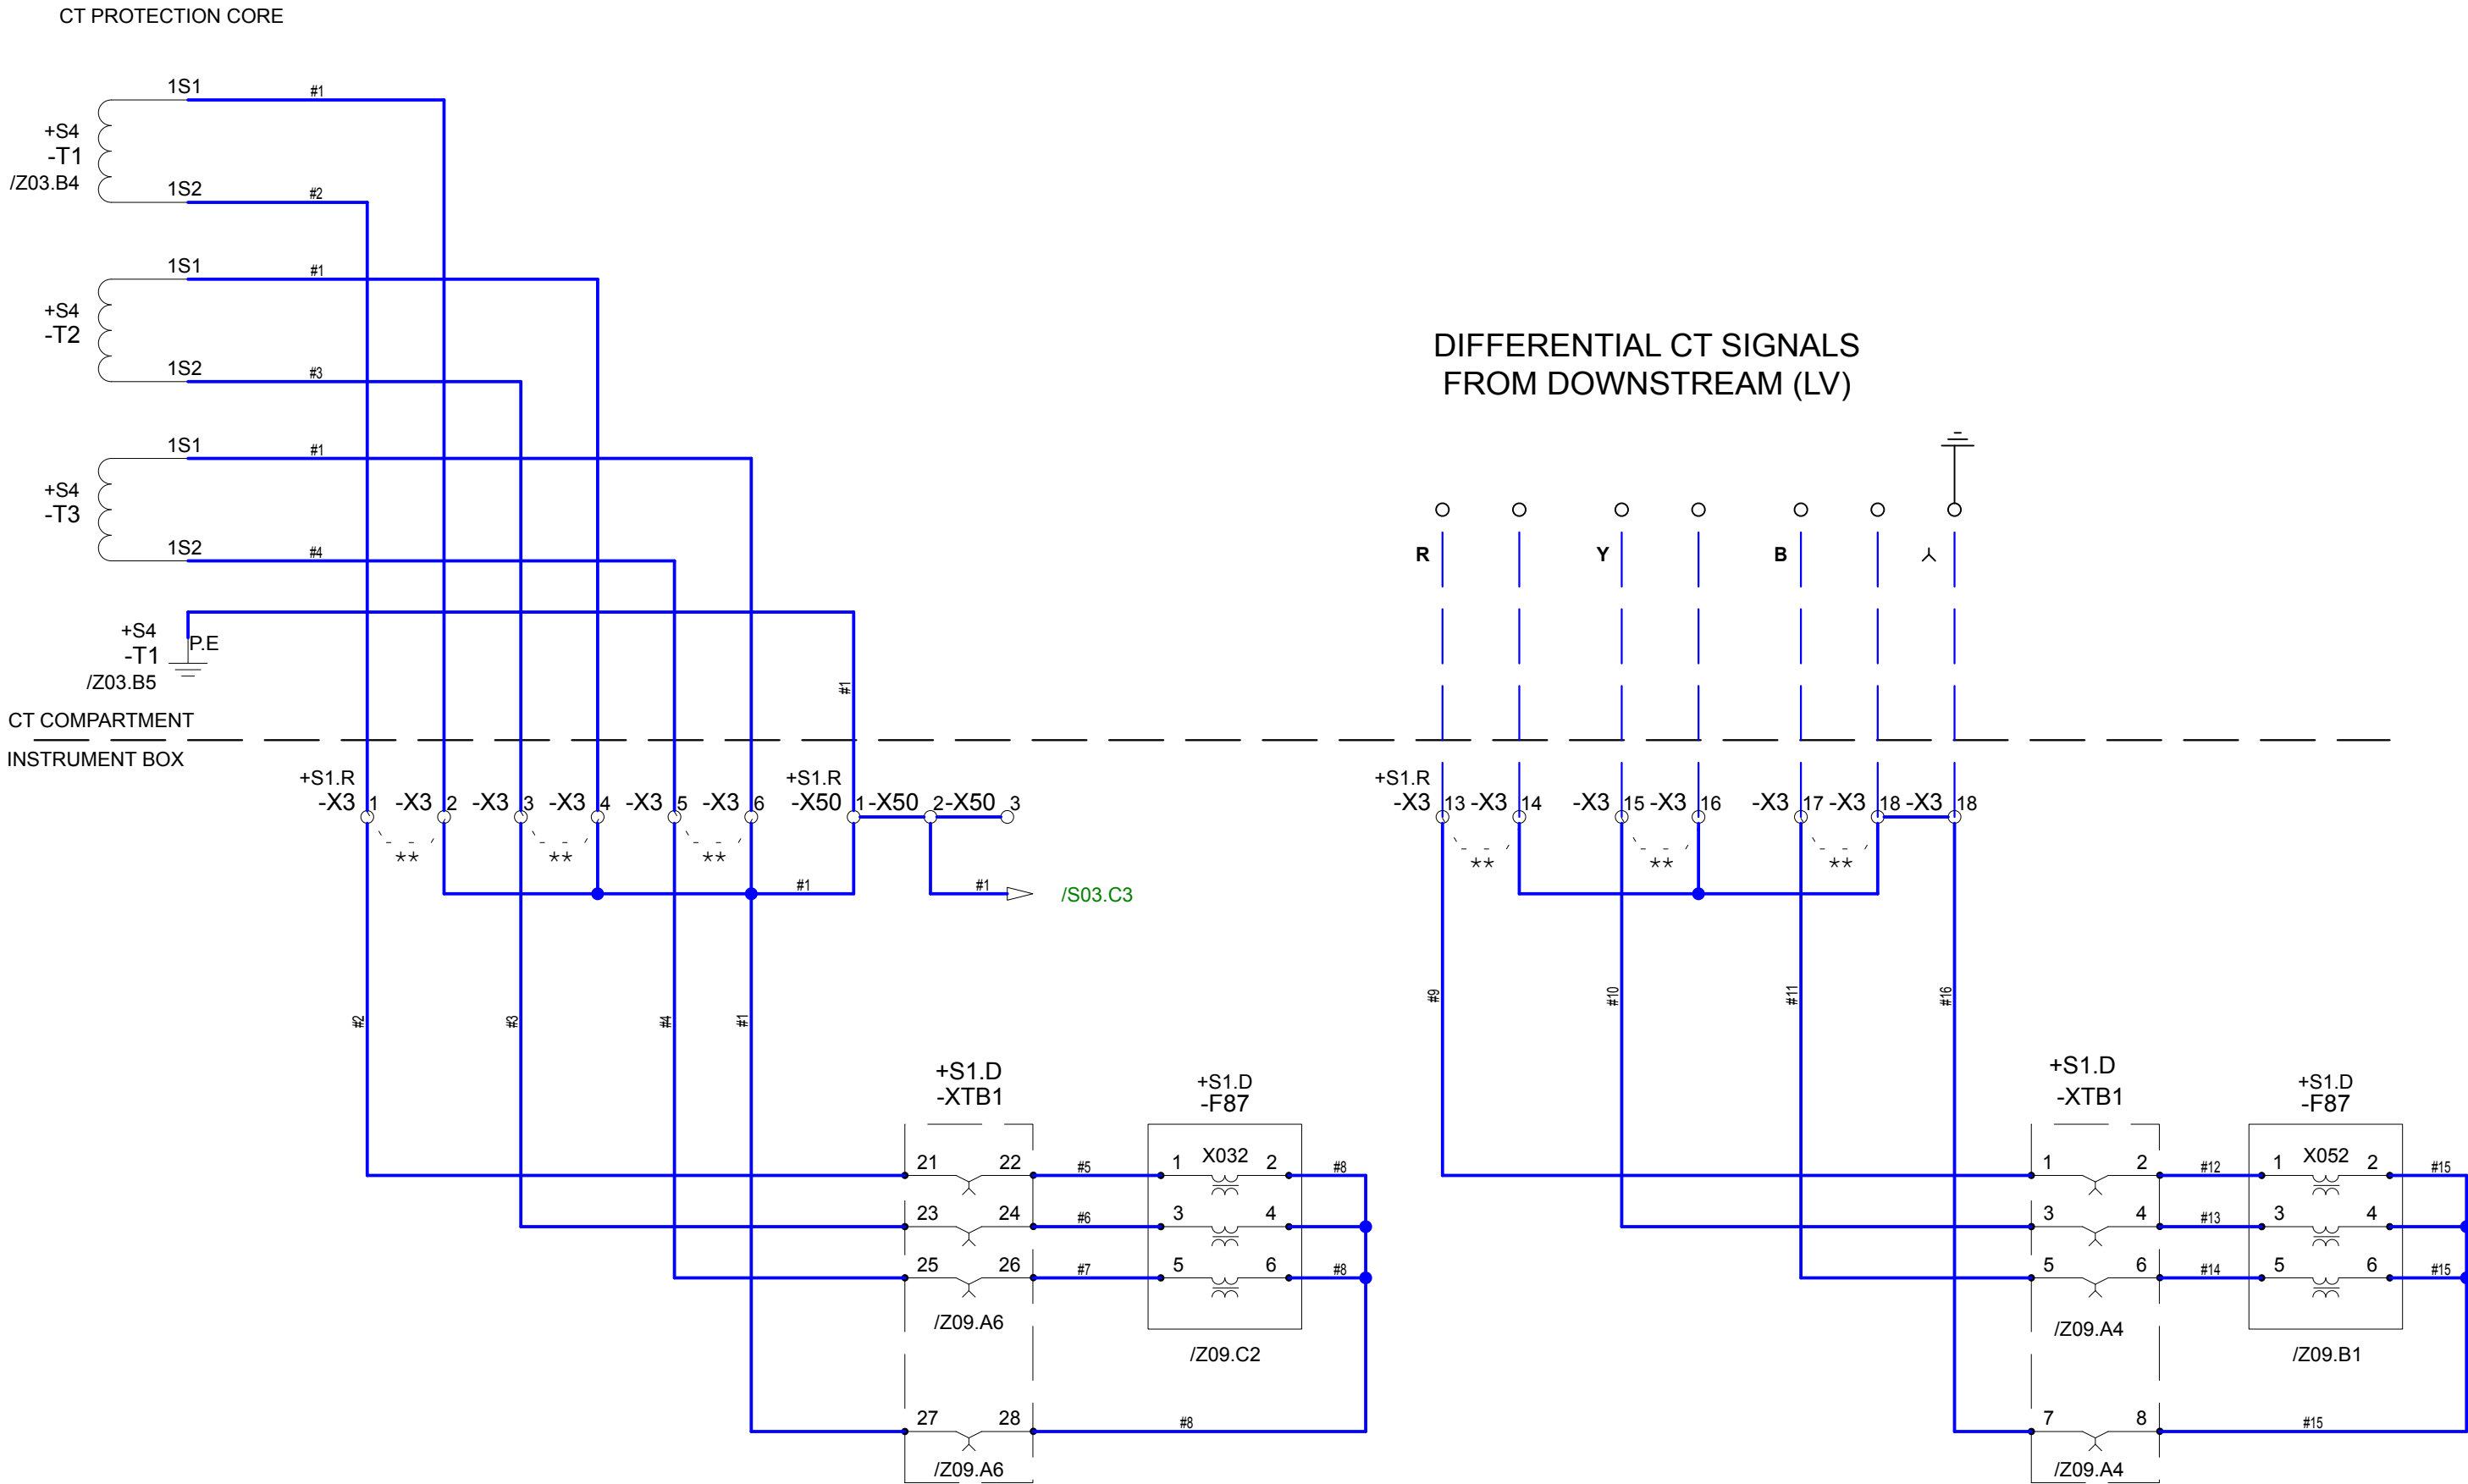 CT PROTECTION CORE
1S1
#1
+S4
-T1
/Z03.B4
1S2
#2
1S1
#1
+S4
-T2
1S2
#3
1S1
#1
+S4
-T3
1S2
#4
+S4
-T1
/Z03.B5
P.E
#1
DIFFERENTIAL CT SIGNALS
FROM DOWNSTREAM (LV)
R
Y
B
CT COMPARTMENT
INSTRUMENT BOX
+S1.R
-X3 1 -X3 2 -X3 3 -X3 4 -X3 5 -X3 6
+S1.R
-X50 1 -X50 2 -X50 3
** ** **
#1
#1
/S03.C3
+S1.R
-X3 13 -X3 14 -X3 15 -X3 16 -X3 17 -X3 18 -X3 18
** ** **
#2 #3 #4 #1
#9 #10 #11 #16
+S1.D
-XTB1
21 22 #5
23 24 #6
25 26 #7
/Z09.A6
27 28 #8
/Z09.A6
+S1.D
-F87
1 X032 2 #8
3 4
5 6 #8
/Z09.C2
+S1.D
-XTB1
1 2 #12
3 4 #13
5 6 #14
/Z09.A4
7 8 #15
/Z09.A4
+S1.D
-F87
1 X052 2 #15
3 4
5 6 #15
/Z09.B1